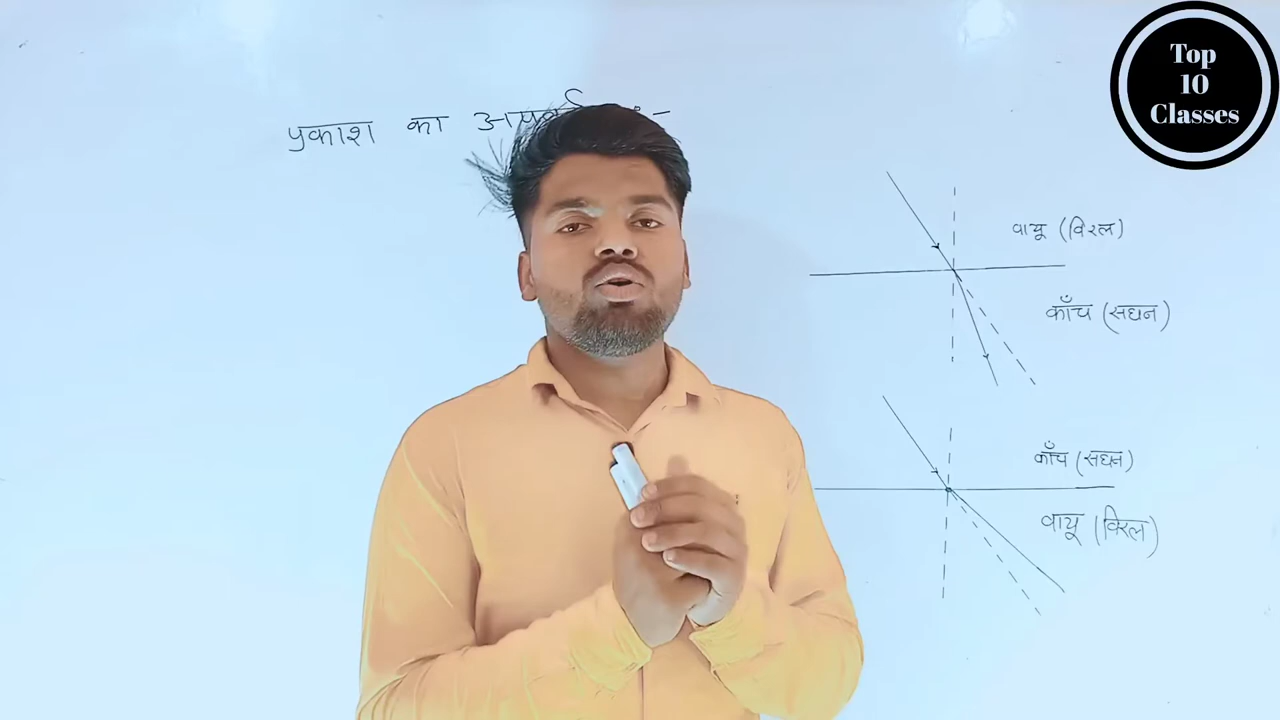 प्रकाश का
Top
10
Classes
वायू (विरल)
काँच (सघन)
काँच (सघन)
वायू (विरल)